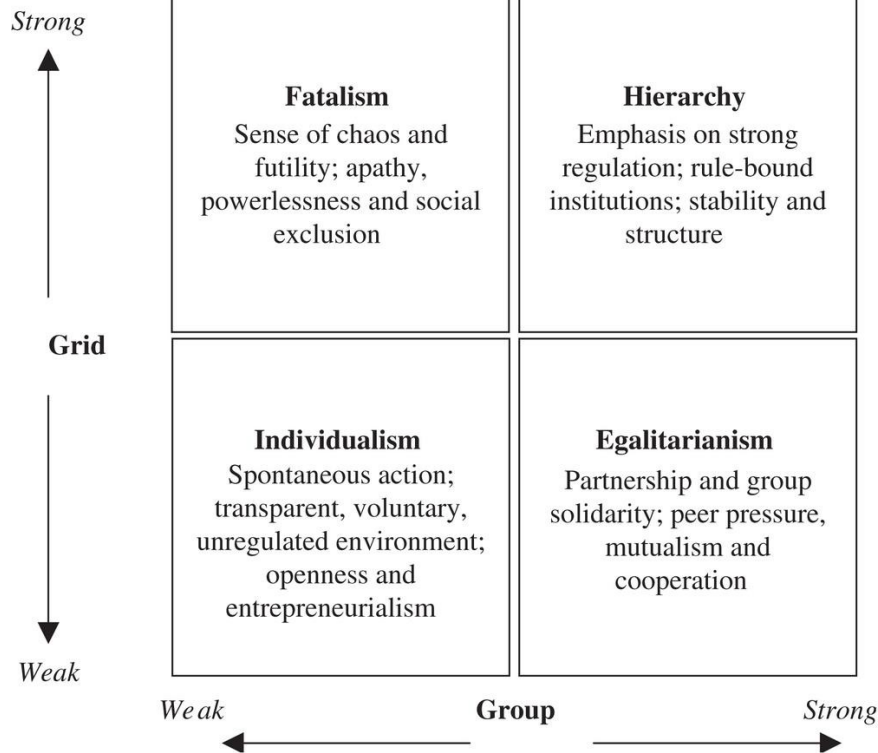 Strong
Fatalism
Sense of chaos and
futility; apathy,
powerlessness and social
exclusion
Hierarchy
Emphasis on strong
regulation; rule-bound
institutions; stability and
structure
Grid
Individualism
Spontaneous action;
transparent, voluntary,
unregulated environment;
openness and
entrepreneurialism
Egalitarianism
Partnership and group
solidarity; peer pressure,
mutualism and
cooperation
Weak
Weak
Group
Strong